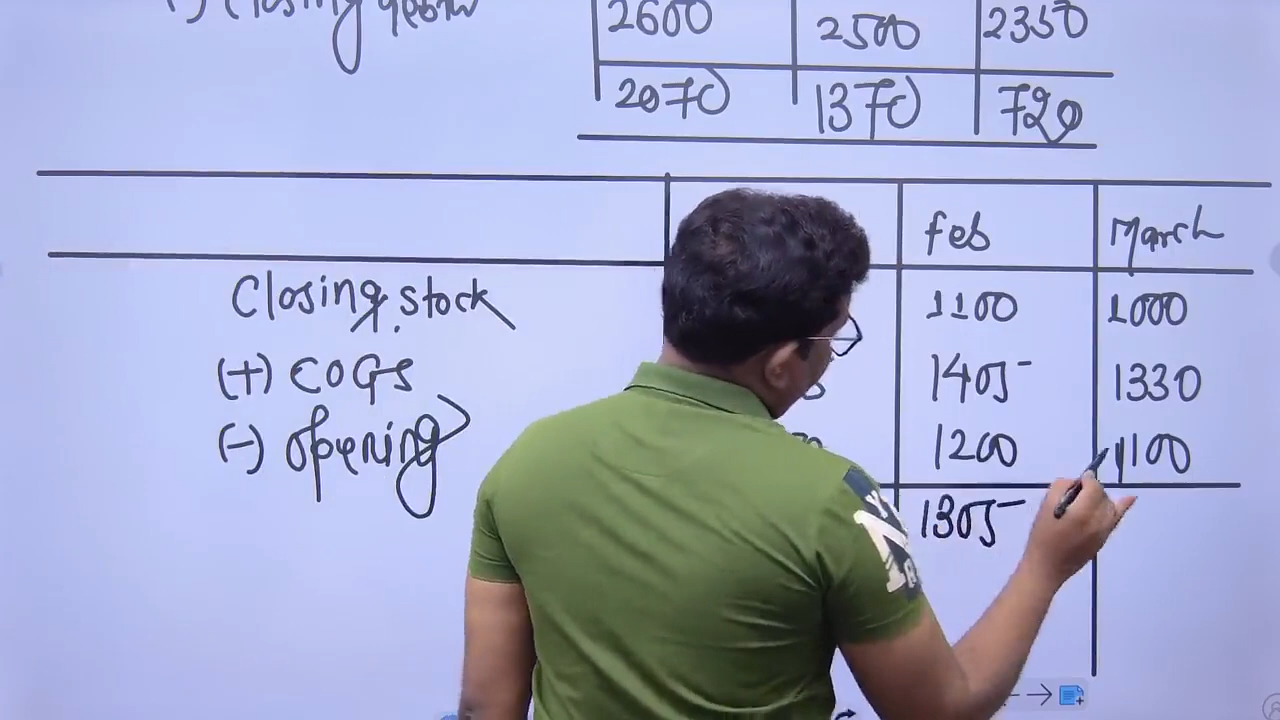 (-) Closing
2600 2500 2350
2070 1370 720
Feb March
Closing stock 1100 1000
(+) COGS 1405 1330
(-) opening 1200 1100
1305